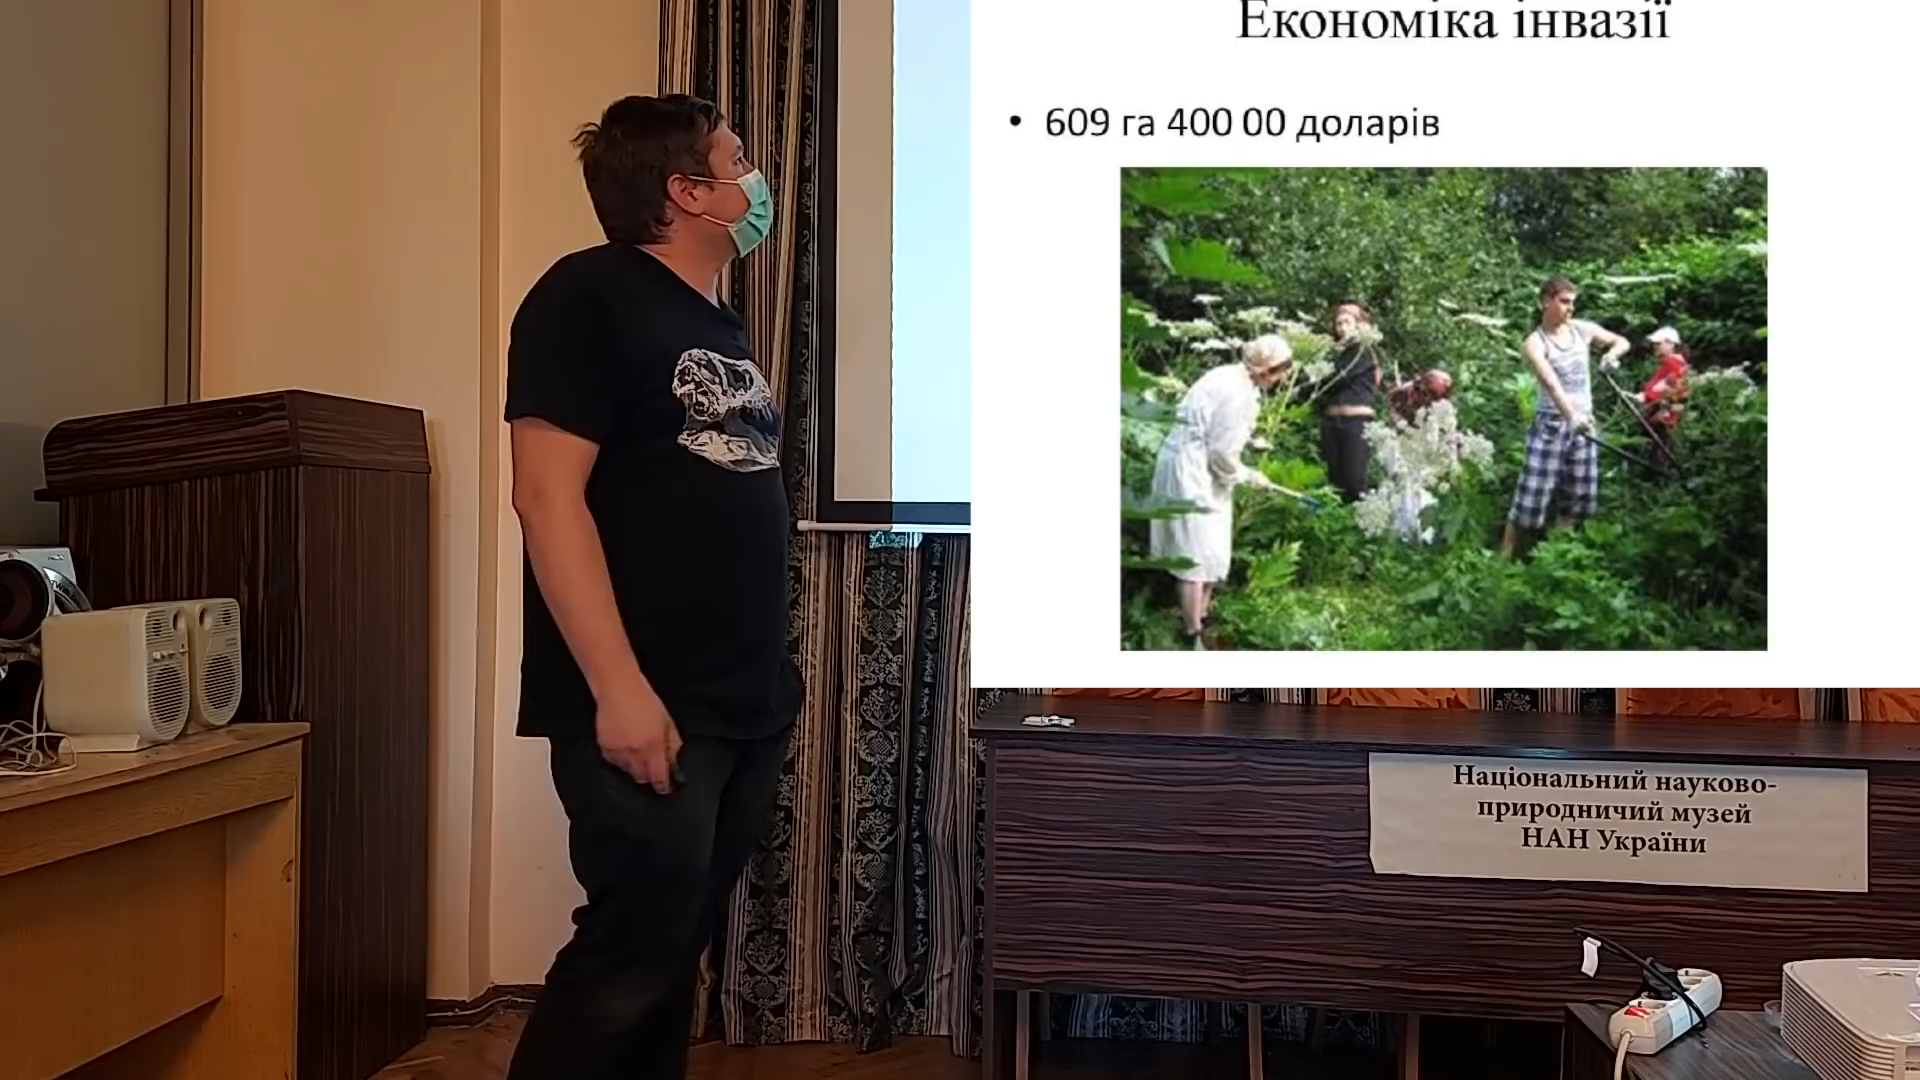 Економіка інвазії
• 609 га 400 00 доларів
Національний науково-
природничий музей
НАН України